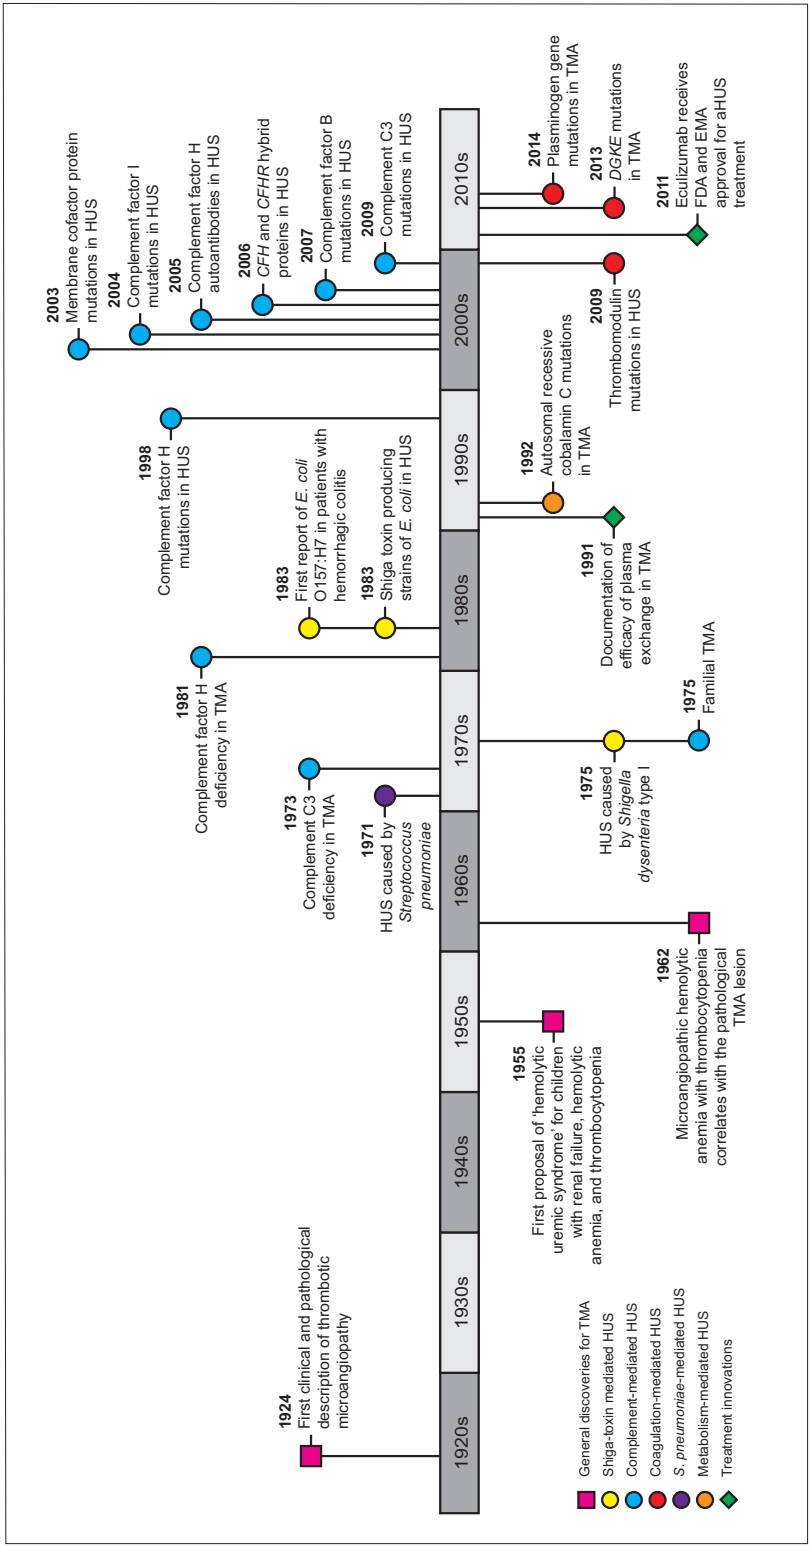 1924
First clinical and pathological
description of thrombotic
microangiopathy
1973
Complement C3
deficiency in TMA
1971
HUS caused by
Streptococcus
pneumoniae
1981
Complement factor H
deficiency in TMA
1983
First report of E. coli
O157:H7 in patients with
hemorrhagic colitis
1983
Shiga toxin producing
strains of E. coli in HUS
1998
Complement factor H
mutations in HUS
2003
Membrane cofactor protein
mutations in HUS
2004
Complement factor I
mutations in HUS
2005
Complement factor H
autoantibodies in HUS
2006
CFH and CFHR hybrid
proteins in HUS
2007
Complement factor B
mutations in HUS
2009
Complement C3
mutations in HUS
1920s
1930s
1940s
1950s
1960s
1970s
1980s
1990s
2000s
2010s
1955
First proposal of 'hemolytic
uremic syndrome' for children
with renal failure, hemolytic
anemia, and thrombocytopenia
1962
Microangiopathic hemolytic
anemia with thrombocytopenia
correlates with the pathological
TMA lesion
1975
HUS caused
by Shigella
dysenteria type I
1975
Familial TMA
1991
Documentation of
efficacy of plasma
exchange in TMA
1992
Autosomal recessive
cobalamin C mutations
in TMA
2009
Thrombomodulin
mutations in HUS
2014
Plasminogen gene
mutations in TMA
2013
DGKE mutations
in TMA
2011
Eculizumab receives
FDA and EMA
approval for aHUS
treatment
General discoveries for TMA
Shiga-toxin mediated HUS
Complement-mediated HUS
Coagulation-mediated HUS
S. pneumoniae-mediated HUS
Metabolism-mediated HUS
Treatment innovations